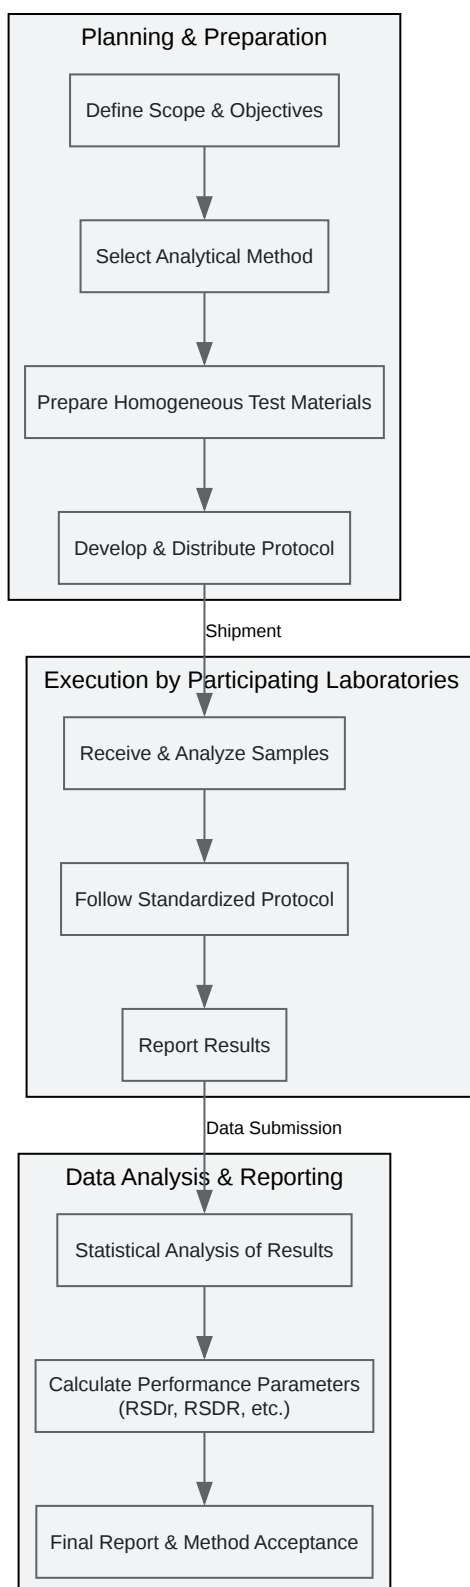 Planning & Preparation
Define Scope & Objectives
Select Analytical Method
Prepare Homogeneous Test Materials
Develop & Distribute Protocol
Shipment
Execution by Participating Laboratories
Receive & Analyze Samples
Follow Standardized Protocol
Report Results
Data Submission
Data Analysis & Reporting
Statistical Analysis of Results
Calculate Performance Parameters
(RSDr, RSDR, etc.)
Final Report & Method Acceptance